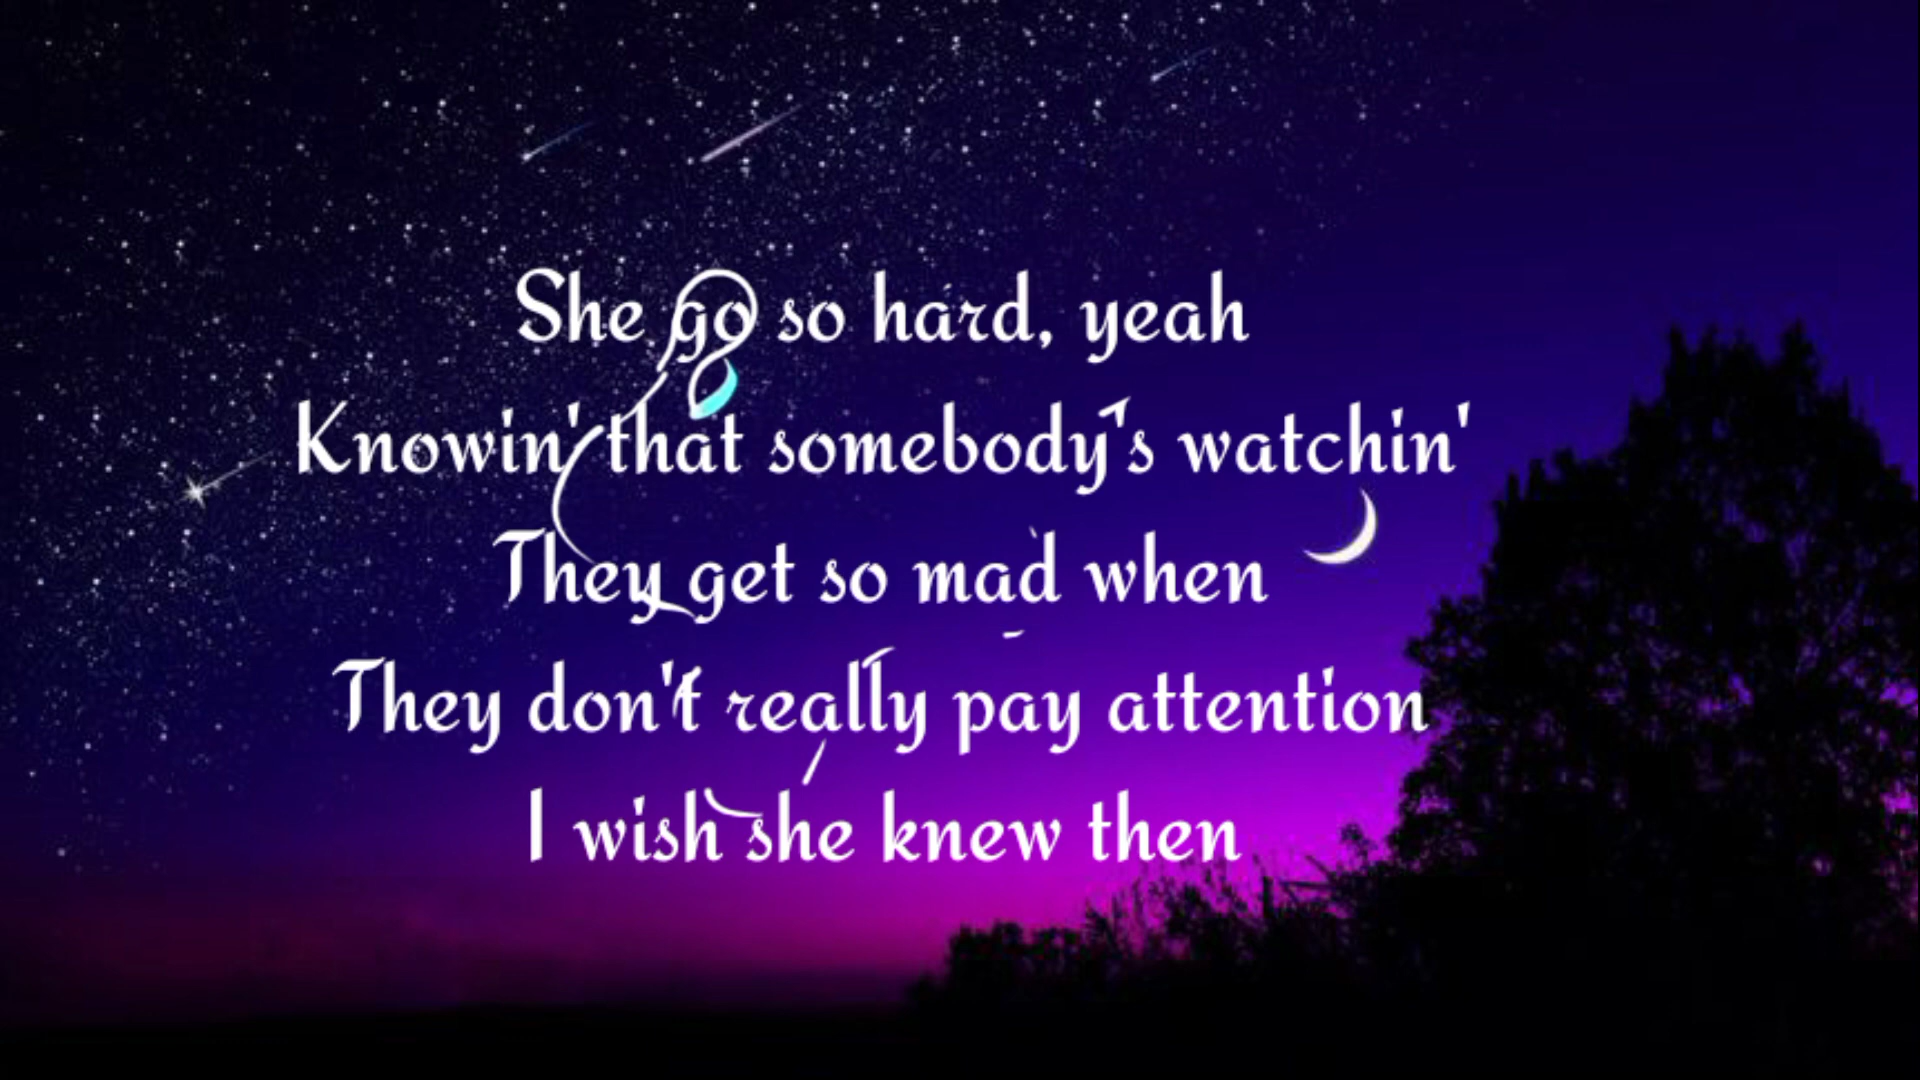 She go so hard, yeah
Knowin' that somebody's watchin'
They get so mad when
They don't really pay attention
I wish she knew then